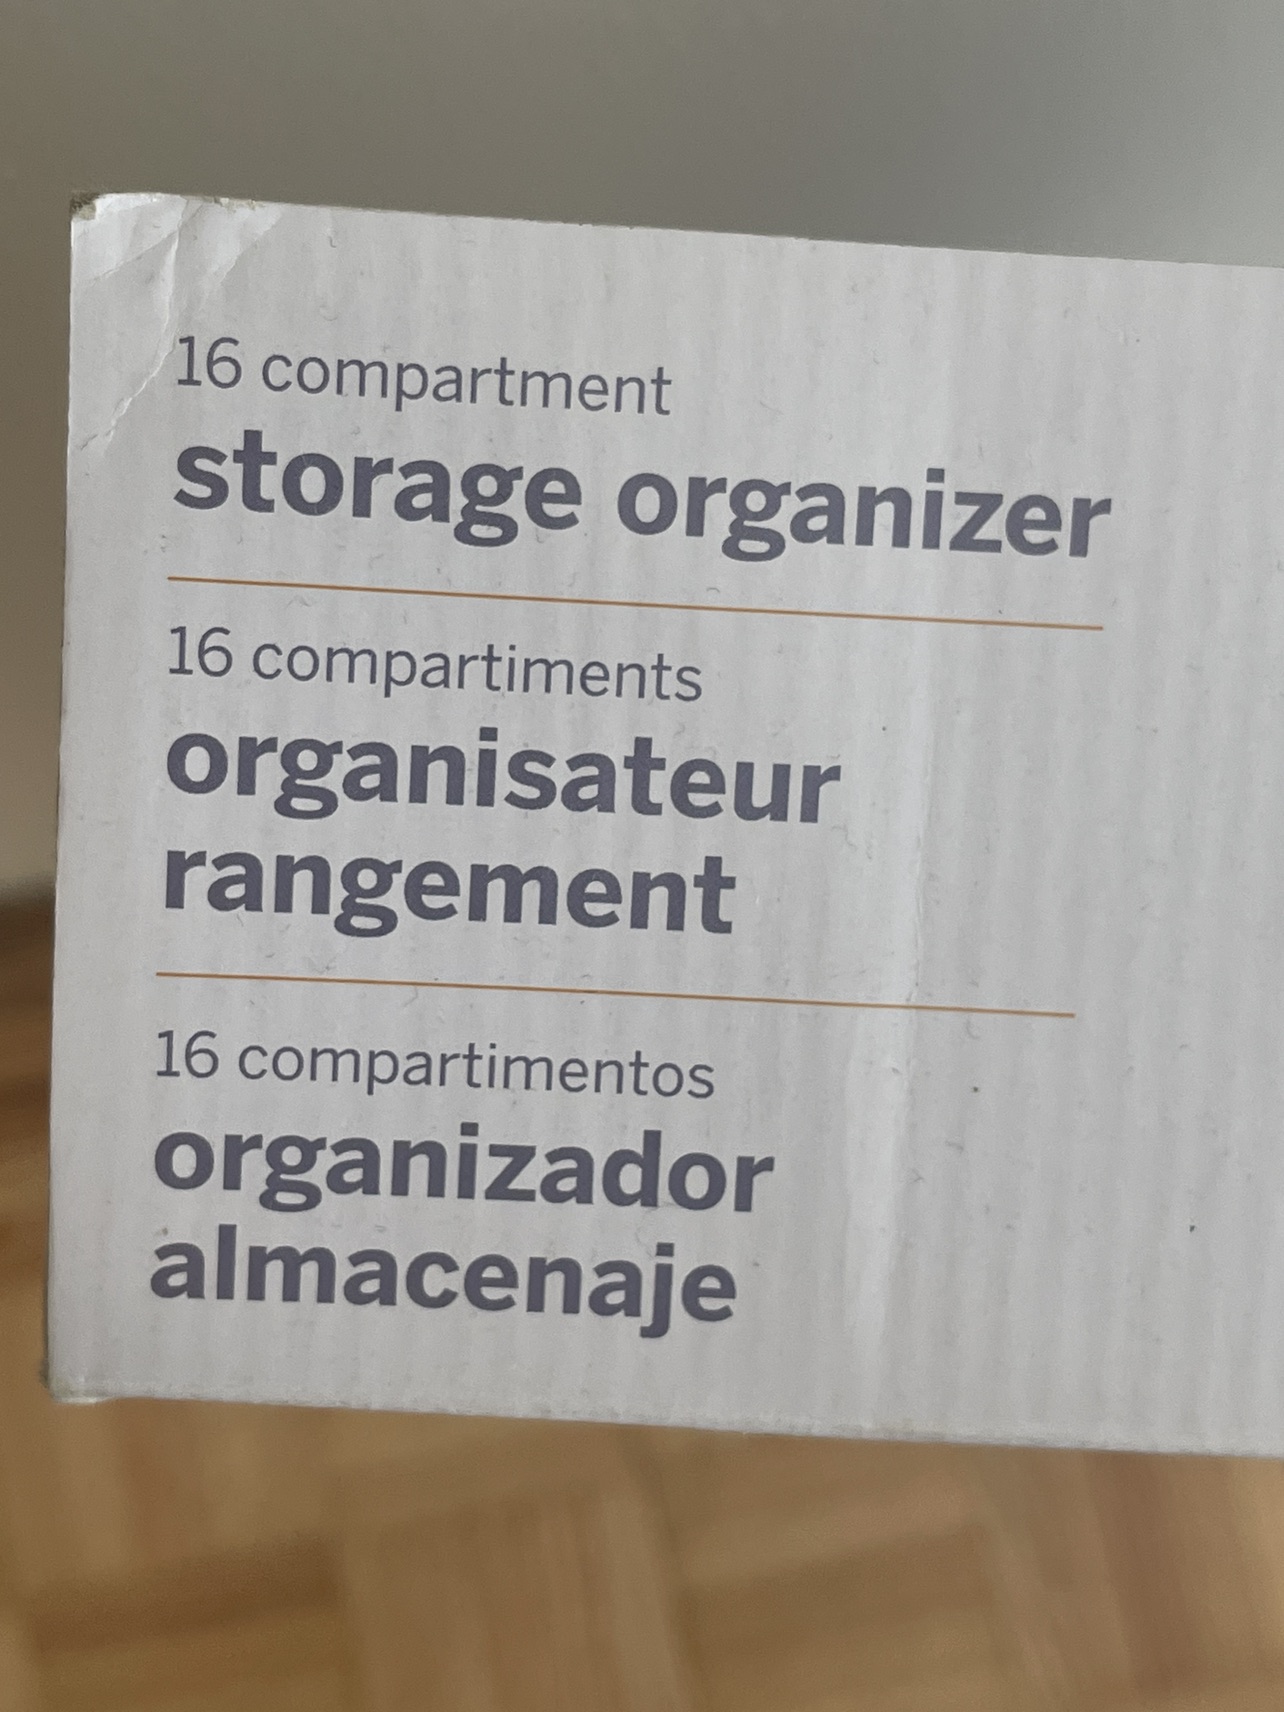 16 compartment
storage organizer
16 compartiments
organisateur
rangement
16 compartimentos
organizador
almacenaje